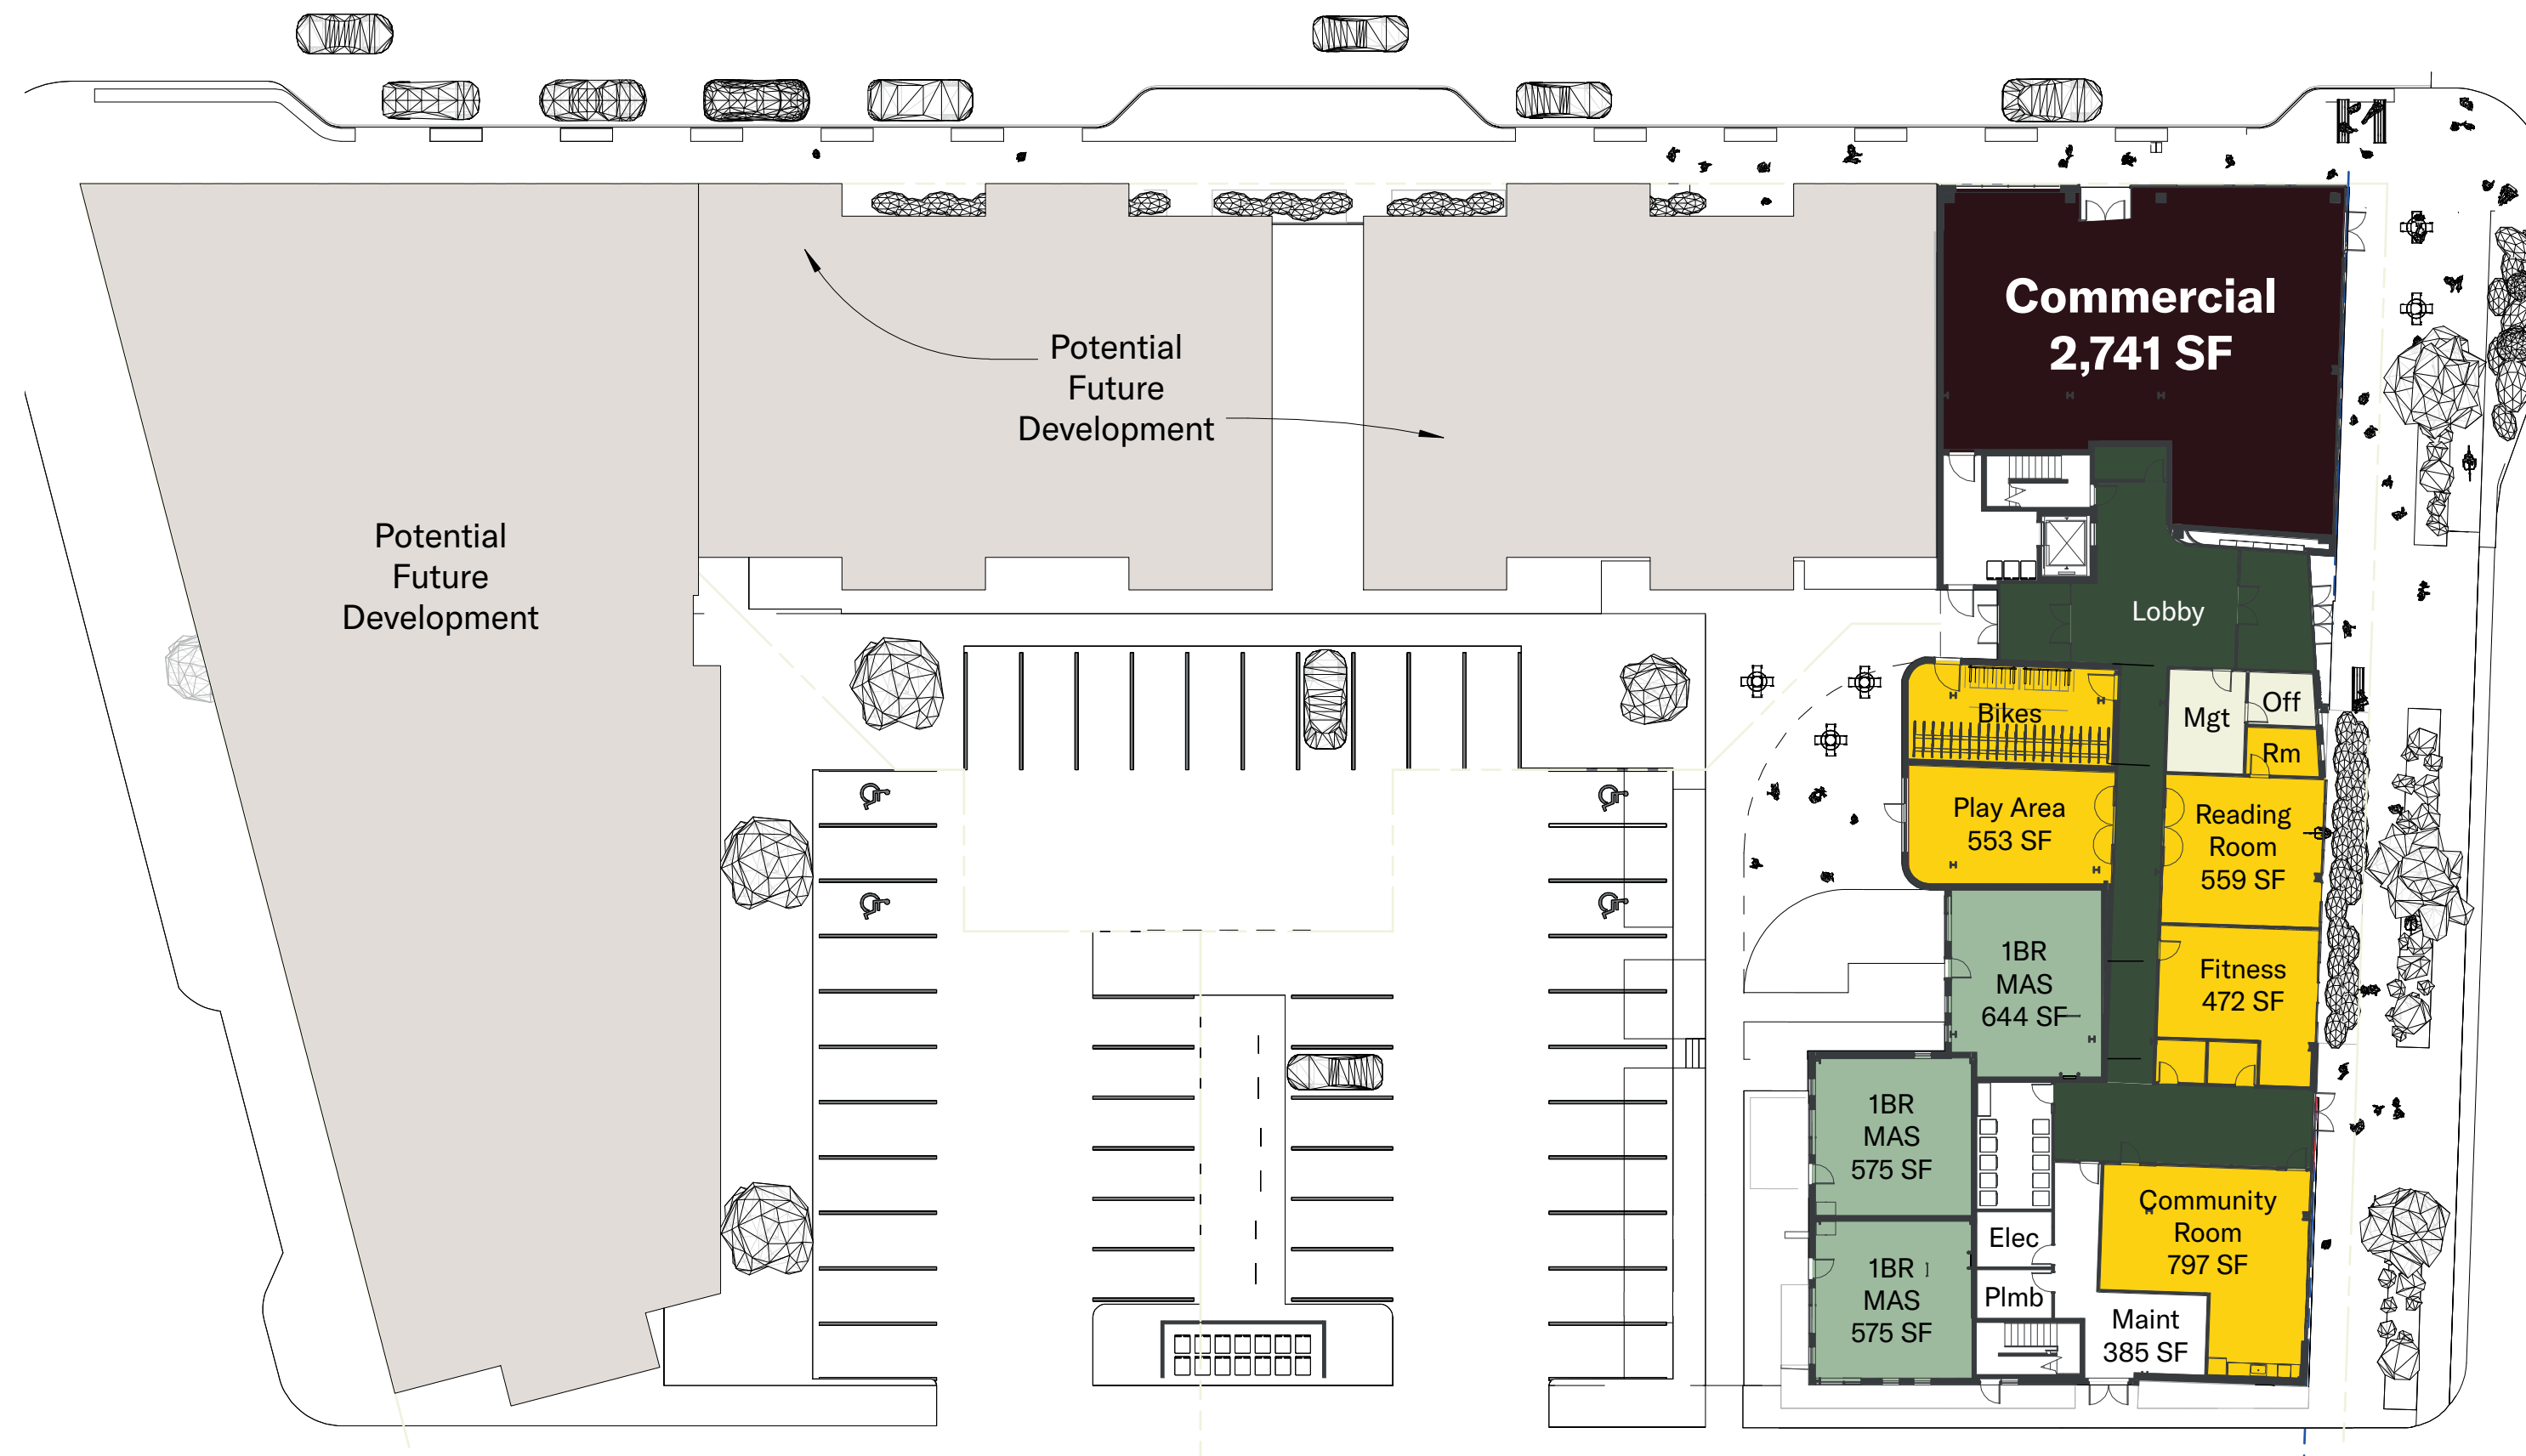 Commercial
2,741 SF
Potential
Future
Development
Potential
Future
Development
Lobby
Bikes
Mgt
Off
Rm
Play Area
553 SF
Reading
Room
559 SF
1BR
MAS
644 SF
Fitness
472 SF
1BR
MAS
575 SF
Community
Room
797 SF
Elec
1BR
MAS
575 SF
Plmb
Maint
385 SF